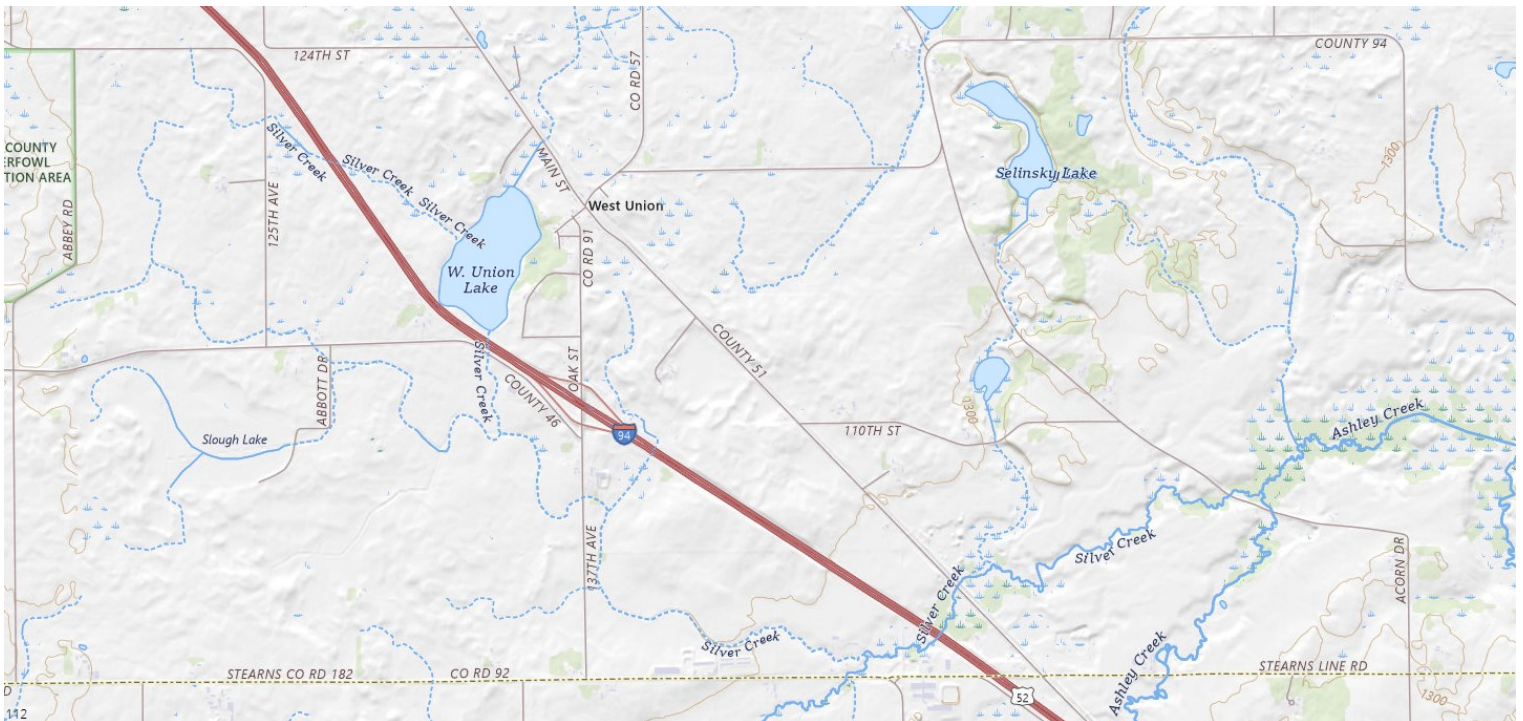 124TH ST
CO RD 57
COUNTY 94
COUNTY
ERFOWL
TION AREA
ABBEY RD
125TH AVE
Silver Creek
Silver Creek
Silver Creek
MAIN ST
West Union
Selinsky Lake
1300
W. Union
Lake
CO RD 91
COUNTY 51
Silver Creek
OAK ST
COUNTY 46
ABBOTT DR
Slough Lake
94
110TH ST
1300
Ashley Creek
137TH AVE
Silver Creek
Silver Creek
Silver Creek
ACORN DR
Ashley Creek
STEARNS CO RD 182
CO RD 92
STEARNS LINE RD
52
1300
D
112